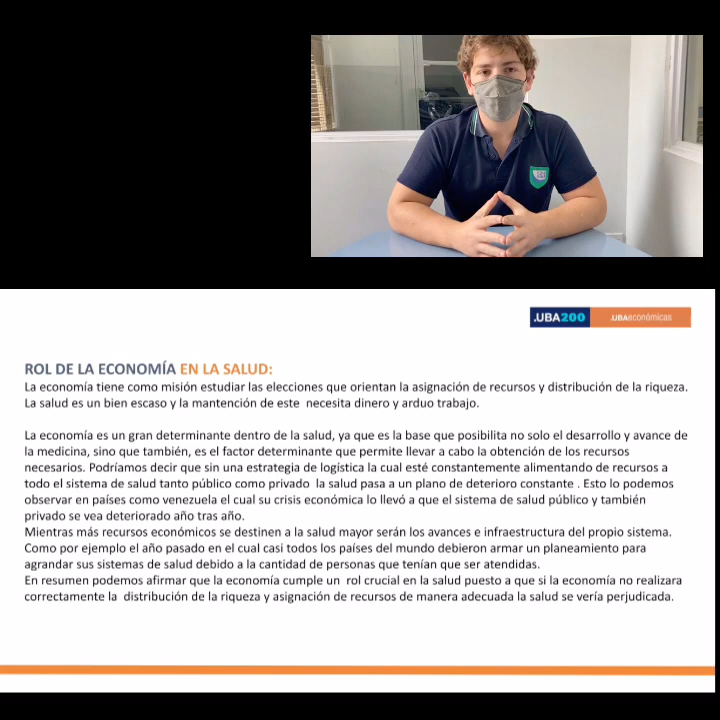 .UBA200 .UBAeconómicas
ROL DE LA ECONOMÍA EN LA SALUD:
La economía tiene como misión estudiar las elecciones que orientan la asignación de recursos y distribución de la riqueza.
La salud es un bien escaso y la mantención de este necesita dinero y arduo trabajo.
La economía es un gran determinante dentro de la salud, ya que es la base que posibilita no solo el desarrollo y avance de
la medicina, sino que también, es el factor determinante que permite llevar a cabo la obtención de los recursos
necesarios. Podríamos decir que sin una estrategia de logística la cual esté constantemente alimentando de recursos a
todo el sistema de salud tanto público como privado la salud pasa a un plano de deterioro constante . Esto lo podemos
observar en países como venezuela el cual su crisis económica lo llevó a que el sistema de salud público y también
privado se vea deteriorado año tras año.
Mientras más recursos económicos se destinen a la salud mayor serán los avances e infraestructura del propio sistema.
Como por ejemplo el año pasado en el cual casi todos los países del mundo debieron armar un planeamiento para
agrandar sus sistemas de salud debido a la cantidad de personas que tenían que ser atendidas.
En resumen podemos afirmar que la economía cumple un rol crucial en la salud puesto a que si la economía no realizara
correctamente la distribución de la riqueza y asignación de recursos de manera adecuada la salud se vería perjudicada.